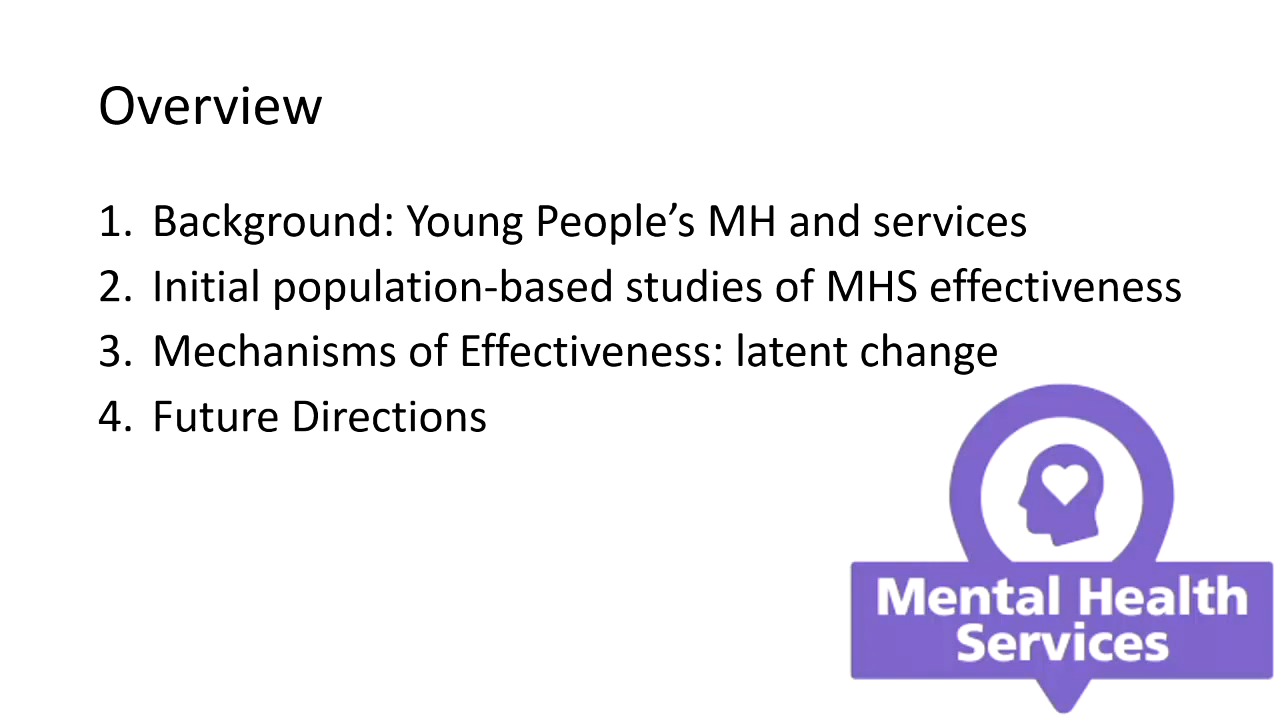 Overview
1. Background: Young People’s MH and services
2. Initial population-based studies of MHS effectiveness
3. Mechanisms of Effectiveness: latent change
4. Future Directions
Mental Health
Services